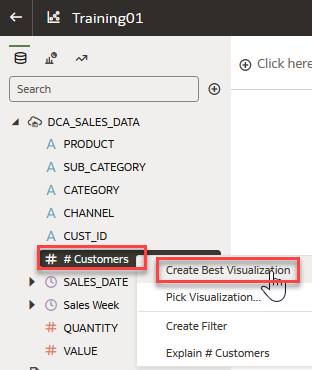 Training01
Click here
Search
DCA_SALES_DATA
A PRODUCT
A SUB_CATEGORY
A CATEGORY
A CHANNEL
A CUST_ID
# # Customers
Create Best Visualization
SALES_DATE
Pick Visualization...
Sales Week
Create Filter
# QUANTITY
Explain # Customers
# VALUE